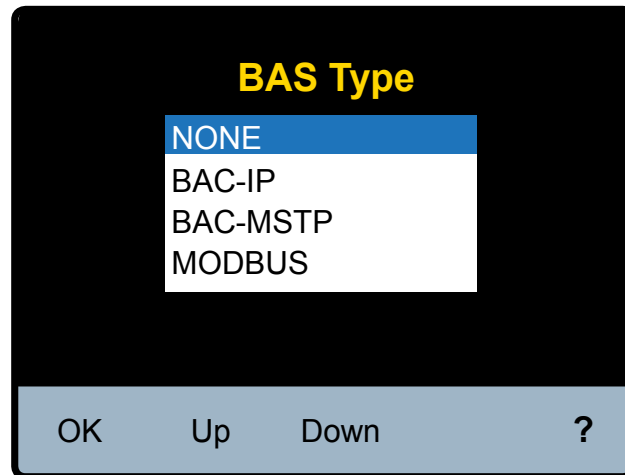 BAS Type
NONE
BAC-IP
BAC-MSTP
MODBUS
OK Up Down ?